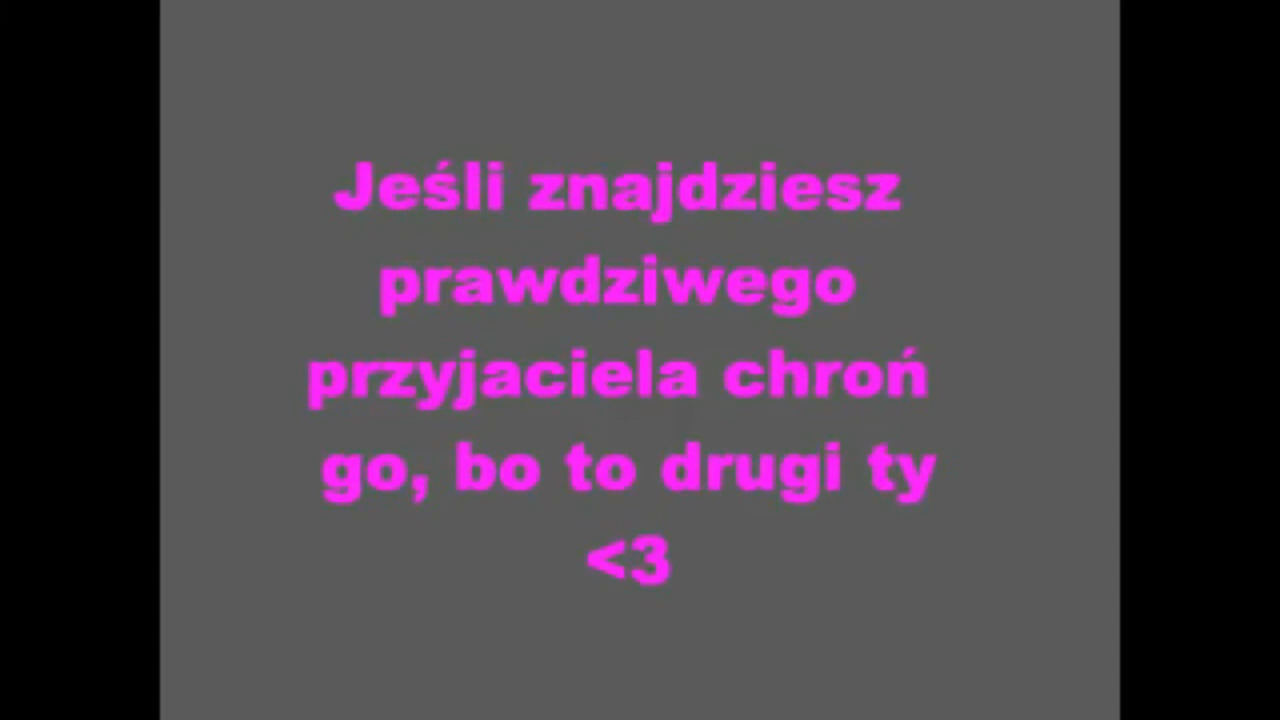 Jeśli znajdziesz
prawdziwego
przyjaciela chroń
go, bo to drugi ty
<3